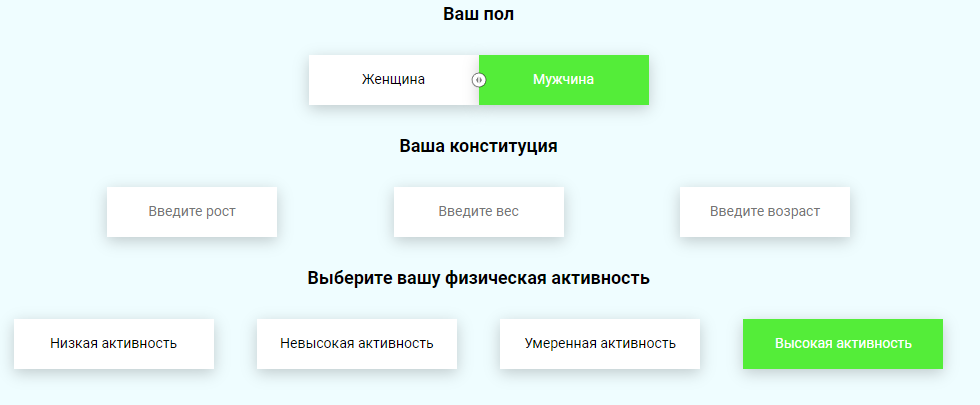 Ваш пол
Женщина Мужчина
Ваша конституция
Введите рост Введите вес Введите возраст
Выберите вашу физическая активность
Низкая активность Невысокая активность Умеренная активность Высокая активность